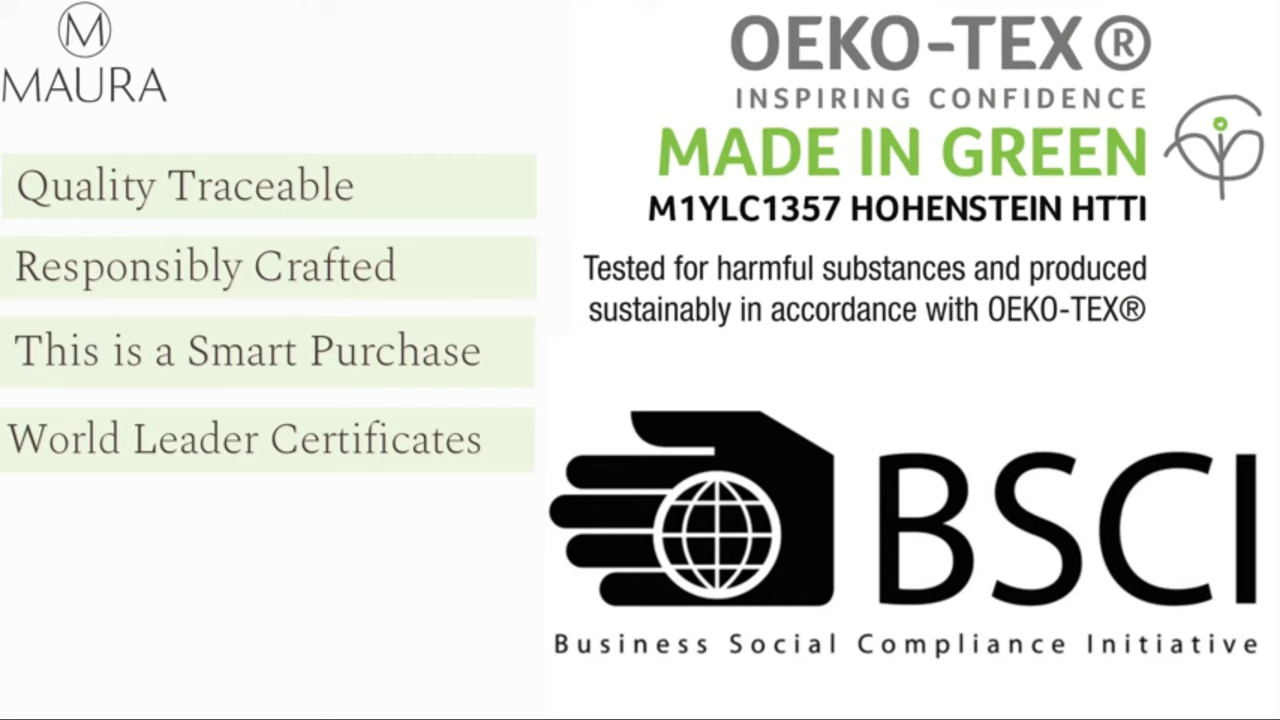 M
MAURA
Quality Traceable
Responsibly Crafted
This is a Smart Purchase
World Leader Certificates
OEKO-TEX®
INSPIRING CONFIDENCE
MADE IN GREEN
M1YLC1357 HOHENSTEIN HTTI
Tested for harmful substances and produced
sustainably in accordance with OEKO-TEX®
BSCI
Business Social Compliance Initiative